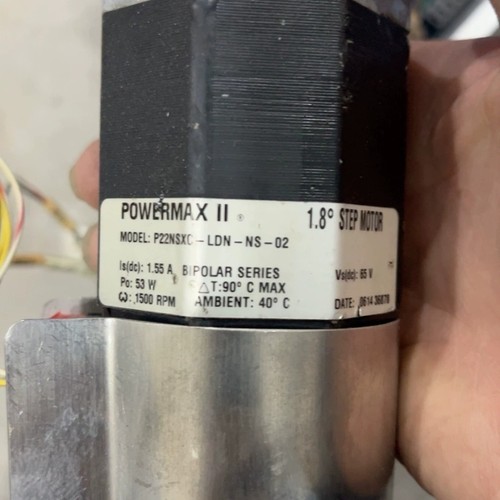 POWERMAX II ® 1.8° STEP MOTOR
MODEL: P22NSXC-LDN-NS-02
Is(dc): 1.55 A BIPOLAR SERIES Vs(dc): 65 V
Po: 53 W △T:90° C MAX
ω: 1500 RPM AMBIENT: 40° C DATE: